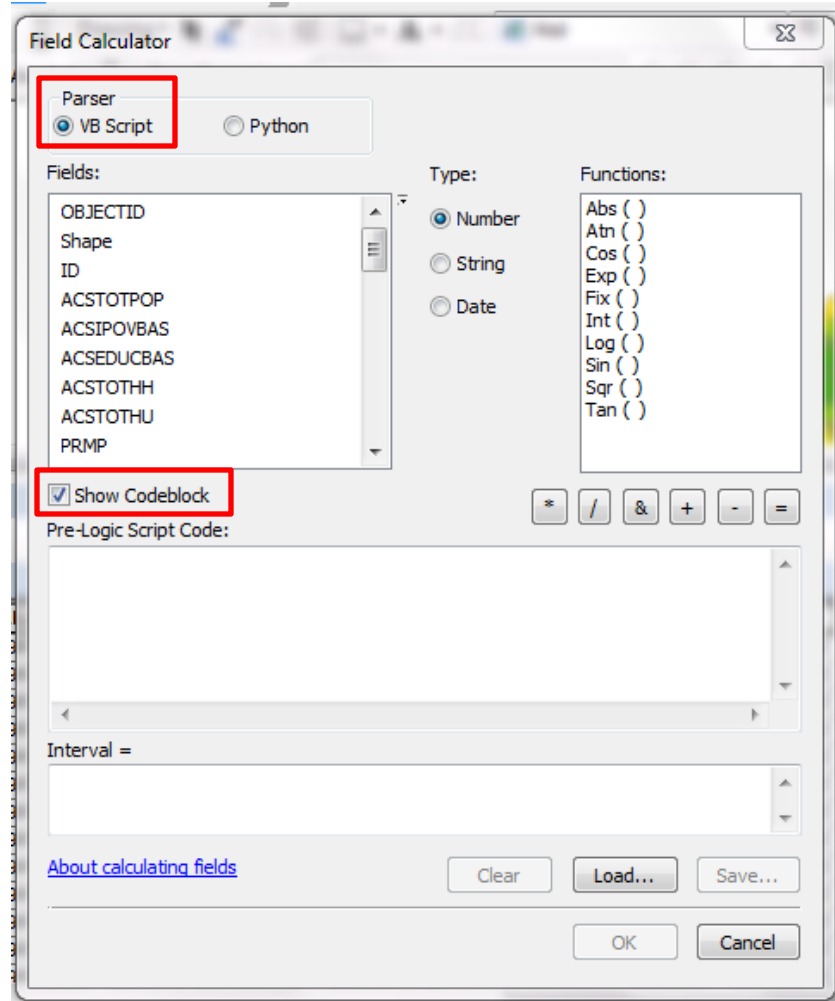 Field Calculator
Parser
VB Script
Python
Fields:
Type:
Functions:
OBJECTID
Shape
ID
ACSTOTPOP
ACSIPOVBAS
ACSEDUCBAS
ACSTOTHH
ACSTOTHU
PRMP
Number
String
Date
Abs ( )
Atn ( )
Cos ( )
Exp ( )
Fix ( )
Int ( )
Log ( )
Sin ( )
Sqr ( )
Tan ( )
Show Codeblock
* / & + - =
Pre-Logic Script Code:
Interval =
About calculating fields
Clear
Load...
Save...
OK
Cancel